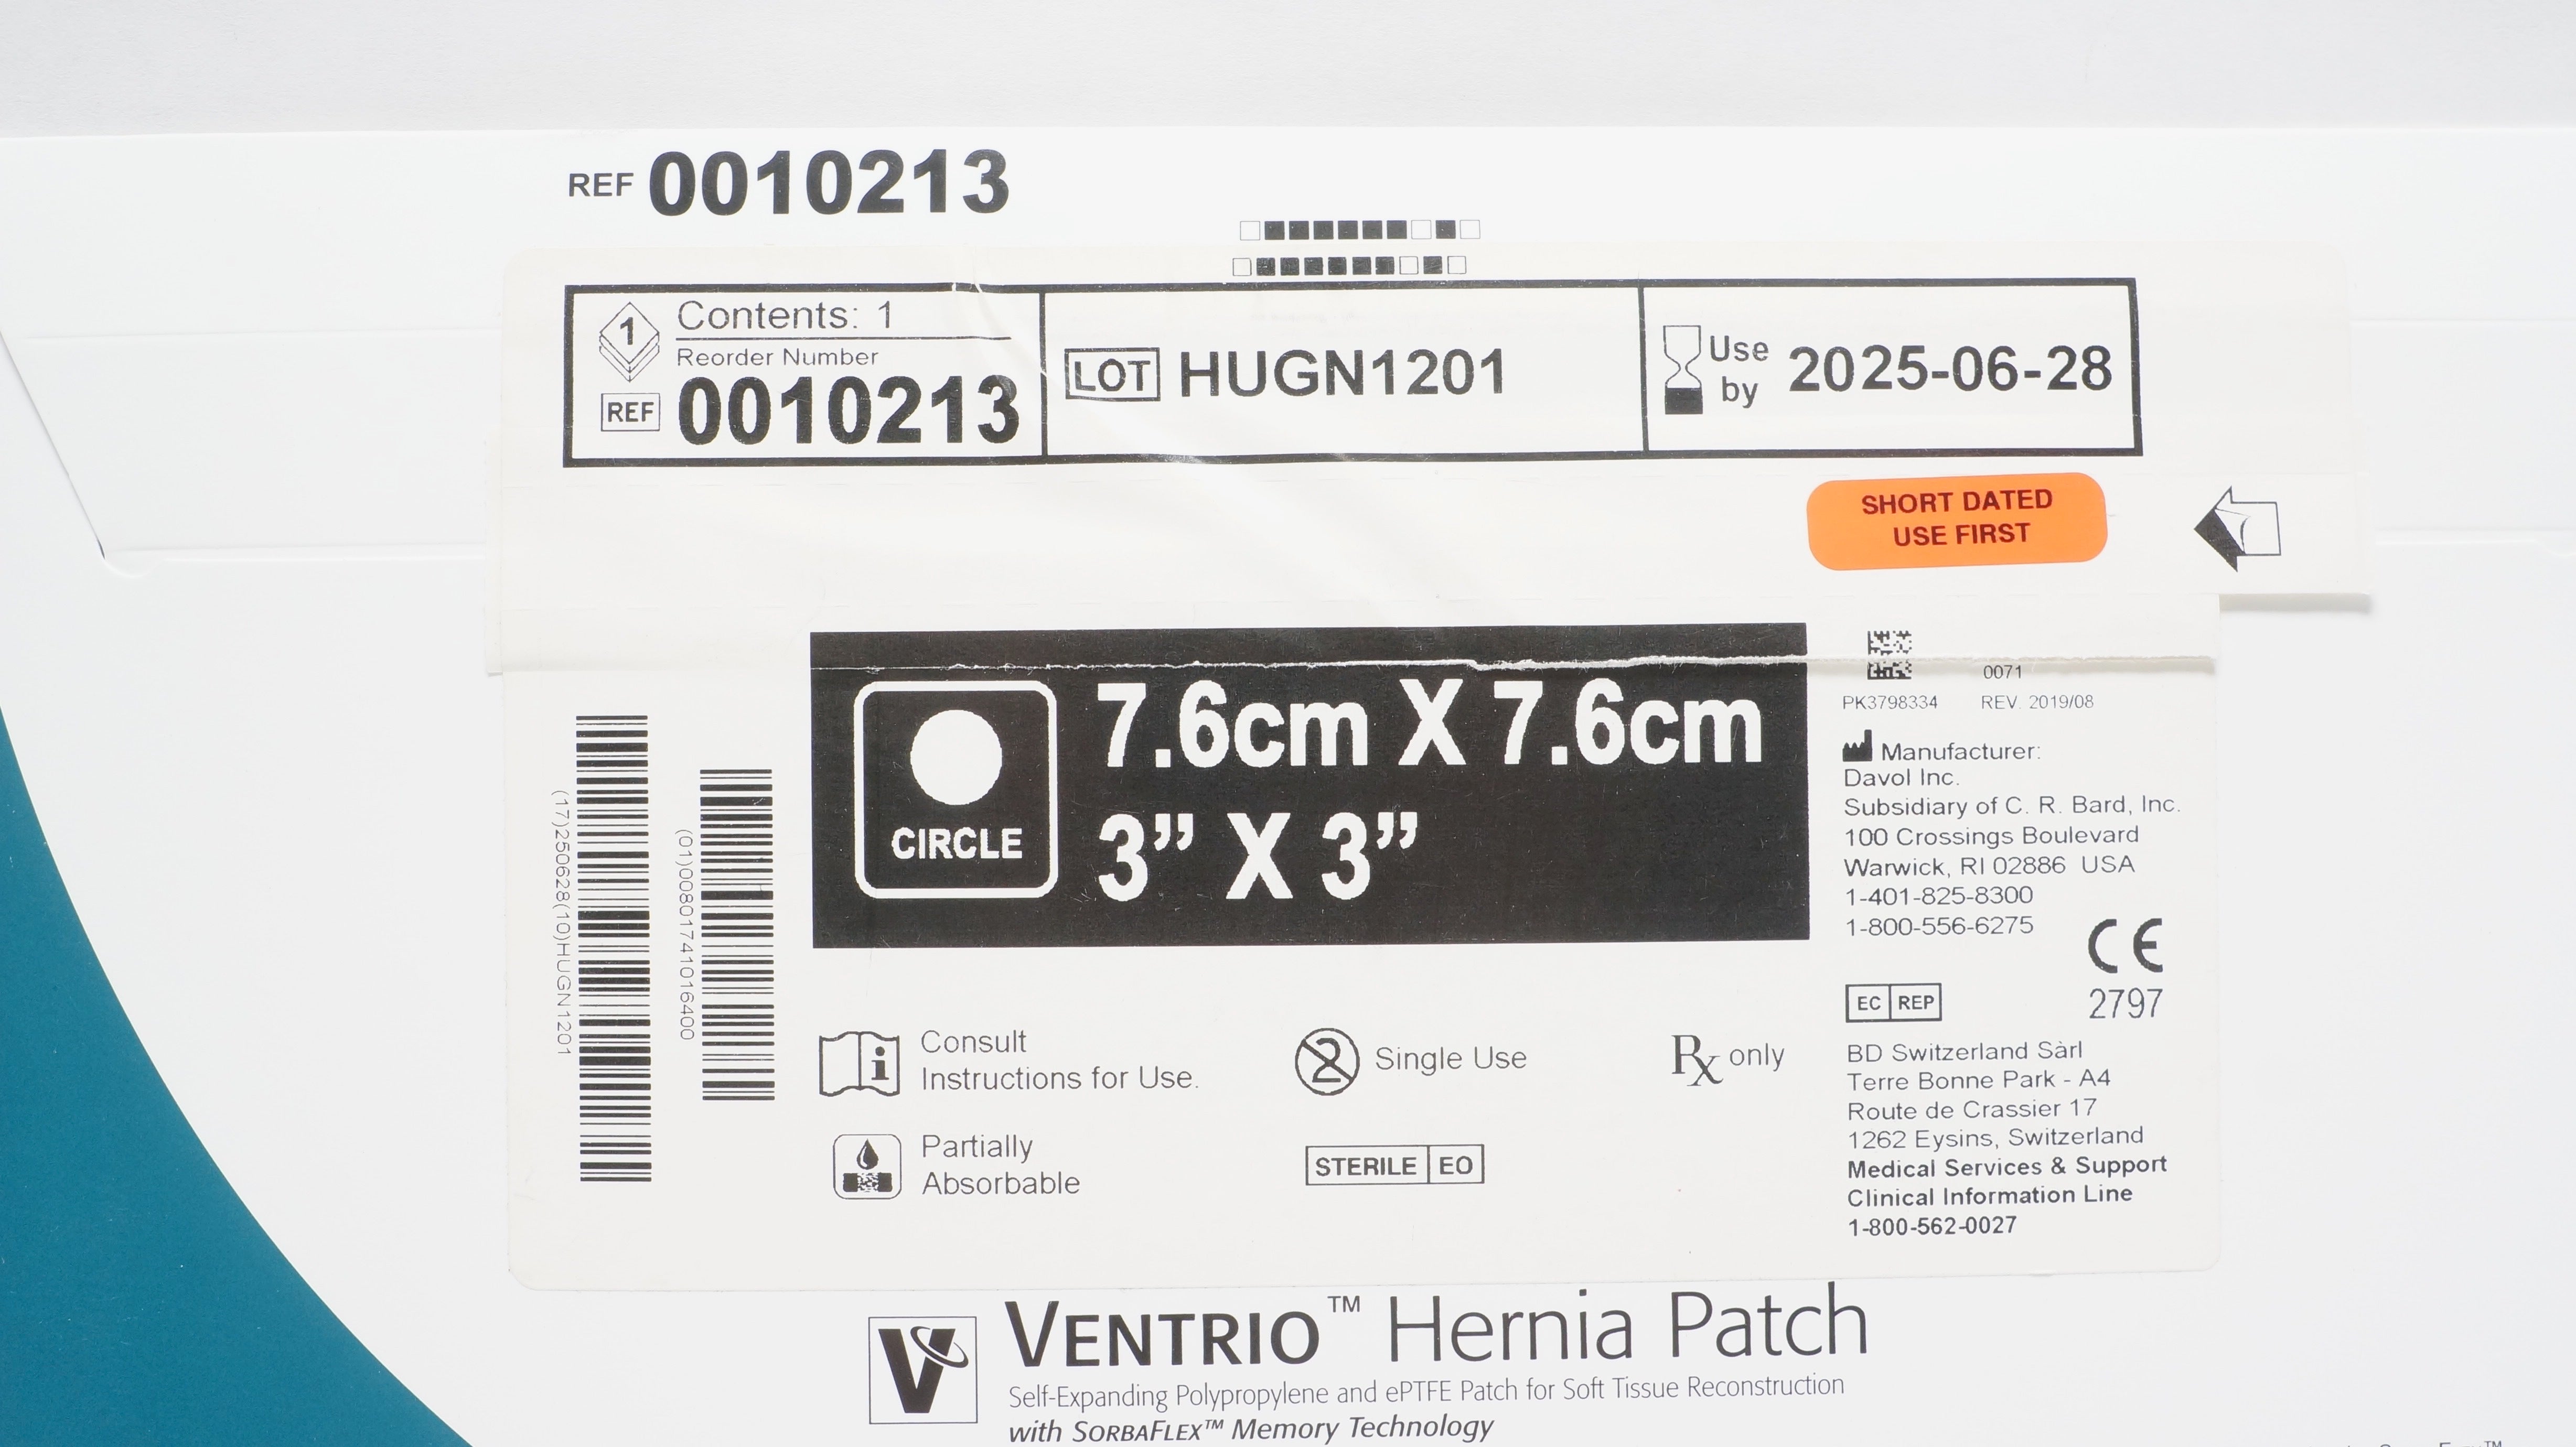 REF 0010213
1
Contents: 1
Reorder Number
REF 0010213
LOT HUGN1201
Use by 2025-06-28
SHORT DATED
USE FIRST
CIRCLE
7.6cm X 7.6cm
3” X 3”
(17)250628(10)HUGN1201
(01)00801741016400
0071
PK3798334 REV. 2019/08
Manufacturer:
Davol Inc.
Subsidiary of C. R. Bard, Inc.
100 Crossings Boulevard
Warwick, RI 02886 USA
1-401-825-8300
1-800-556-6275
CE
2797
EC REP
BD Switzerland Sàrl
Terre Bonne Park - A4
Route de Crassier 17
1262 Eysins, Switzerland
Medical Services & Support
Clinical Information Line
1-800-562-0027
Consult
Instructions for Use.
2
Single Use
Rx only
Partially
Absorbable
STERILE EO
V
VENTRIO™ Hernia Patch
Self-Expanding Polypropylene and ePTFE Patch for Soft Tissue Reconstruction
with SORBAFLEX™ Memory Technology